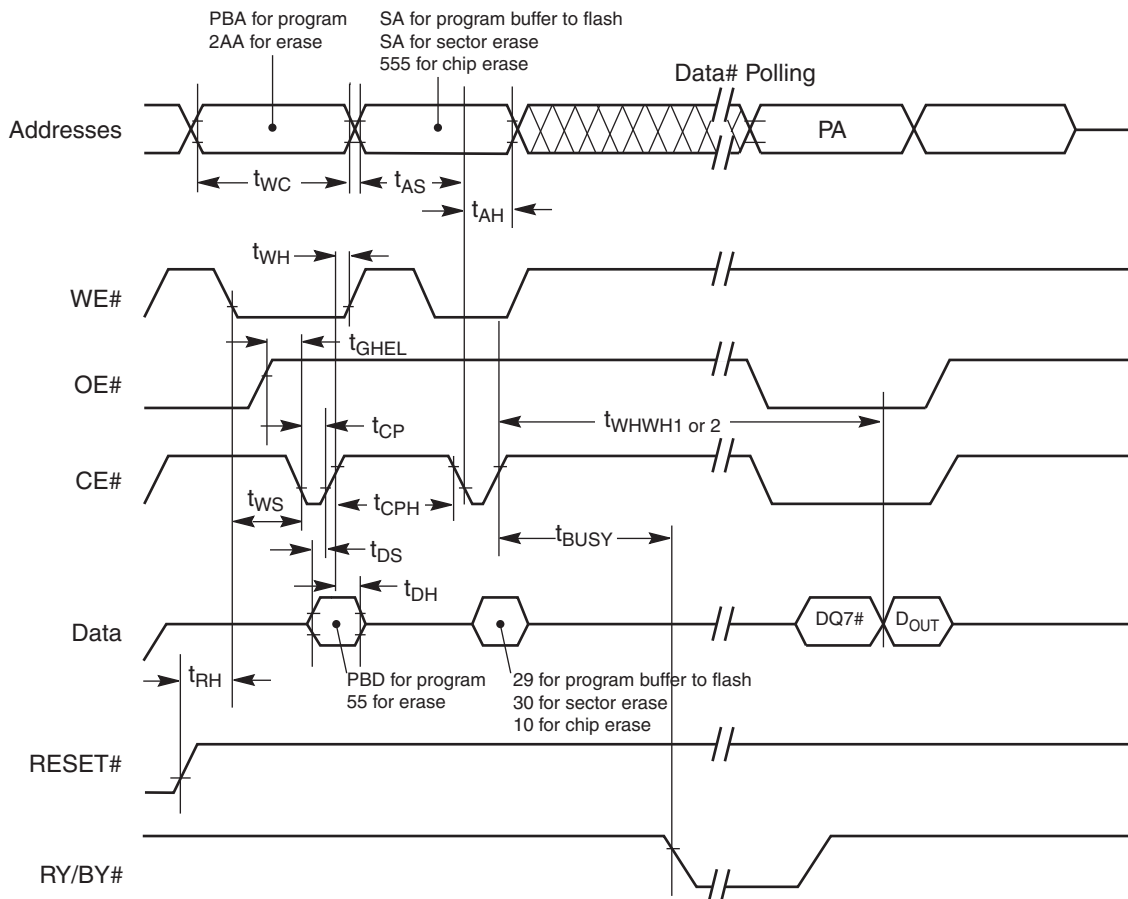 PBA for program
2AA for erase
SA for program buffer to flash
SA for sector erase
555 for chip erase
Data# Polling
Addresses
PA
tWC
tAS
tAH
tWH
WE#
tGHEL
OE#
tWHWH1 or 2
tCP
CE#
tWS
tCPH
tBUSY
tDS
tDH
Data
DQ7#
DOUT
tRH
PBD for program
55 for erase
29 for program buffer to flash
30 for sector erase
10 for chip erase
RESET#
RY/BY#